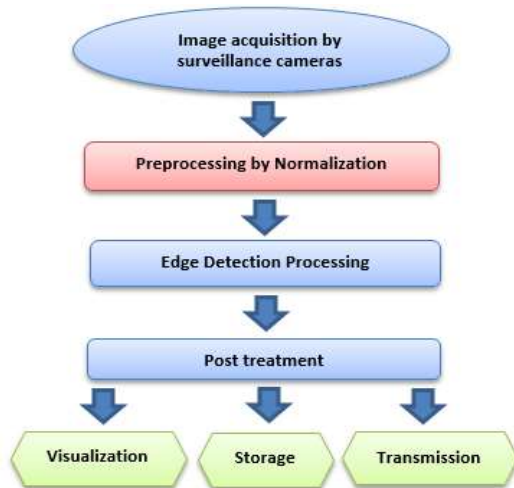 Image acquisition by
surveillance cameras
Preprocessing by Normalization
Edge Detection Processing
Post treatment
Visualization
Storage
Transmission